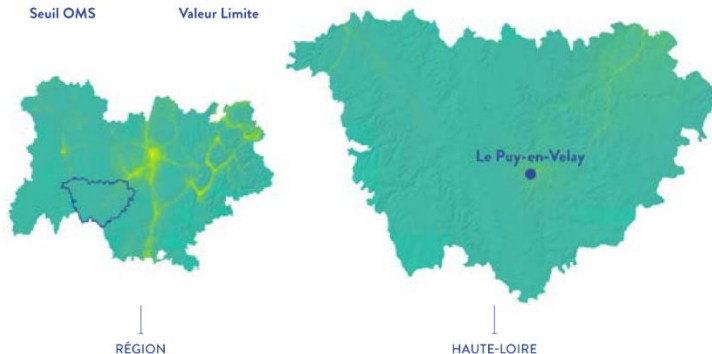 Seuil OMS Valeur Limite
Le Puy-en-Velay
RÉGION HAUTE-LOIRE